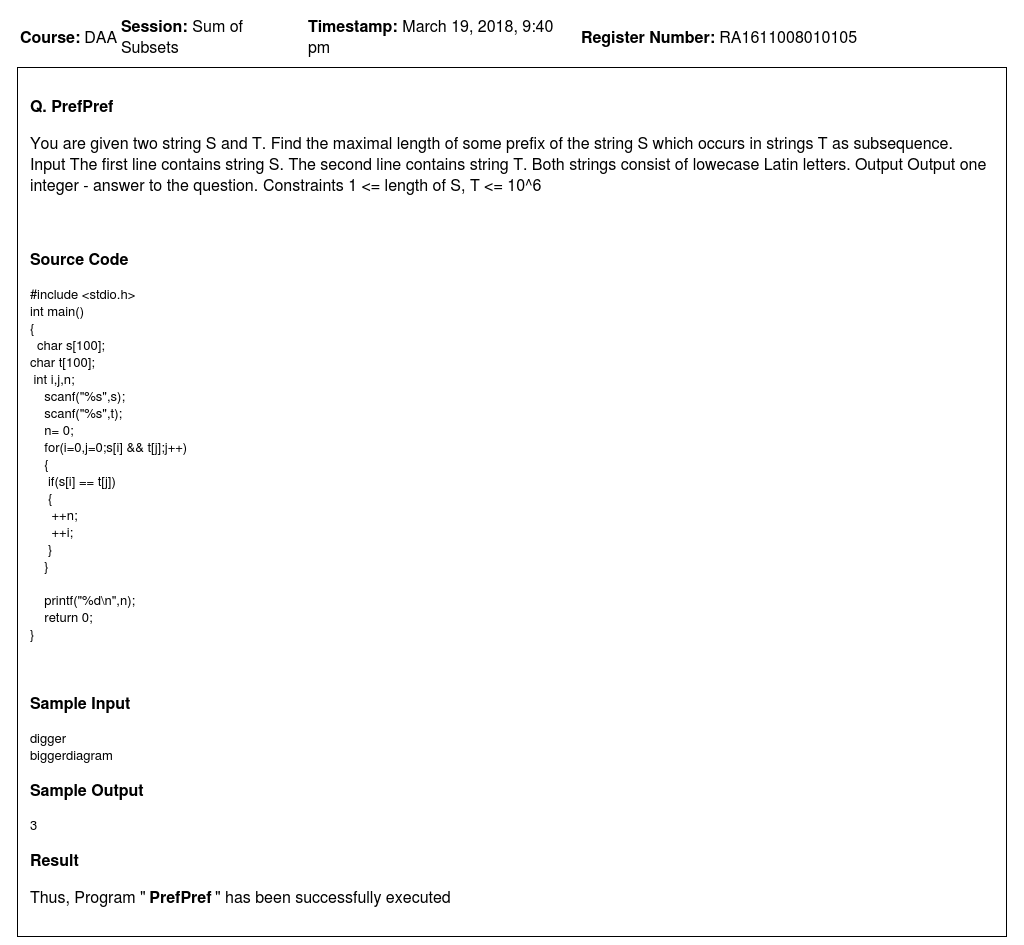 Course: DAA Session: Sum of Subsets Timestamp: March 19, 2018, 9:40 pm Register Number: RA1611008010105
Q. PrefPref
You are given two string S and T. Find the maximal length of some prefix of the string S which occurs in strings T as subsequence.
Input The first line contains string S. The second line contains string T. Both strings consist of lowecase Latin letters. Output Output one
integer - answer to the question. Constraints 1 <= length of S, T <= 10^6
Source Code
#include <stdio.h>
int main()
{
  char s[100];
char t[100];
 int i,j,n;
    scanf("%s",s);
    scanf("%s",t);
    n= 0;
    for(i=0,j=0;s[i] && t[j];j++)
    {
     if(s[i] == t[j])
     {
      ++n;
      ++i;
     }
    }
    printf("%d\n",n);
    return 0;
}
Sample Input
digger
biggerdiagram
Sample Output
3
Result
Thus, Program " PrefPref " has been successfully executed